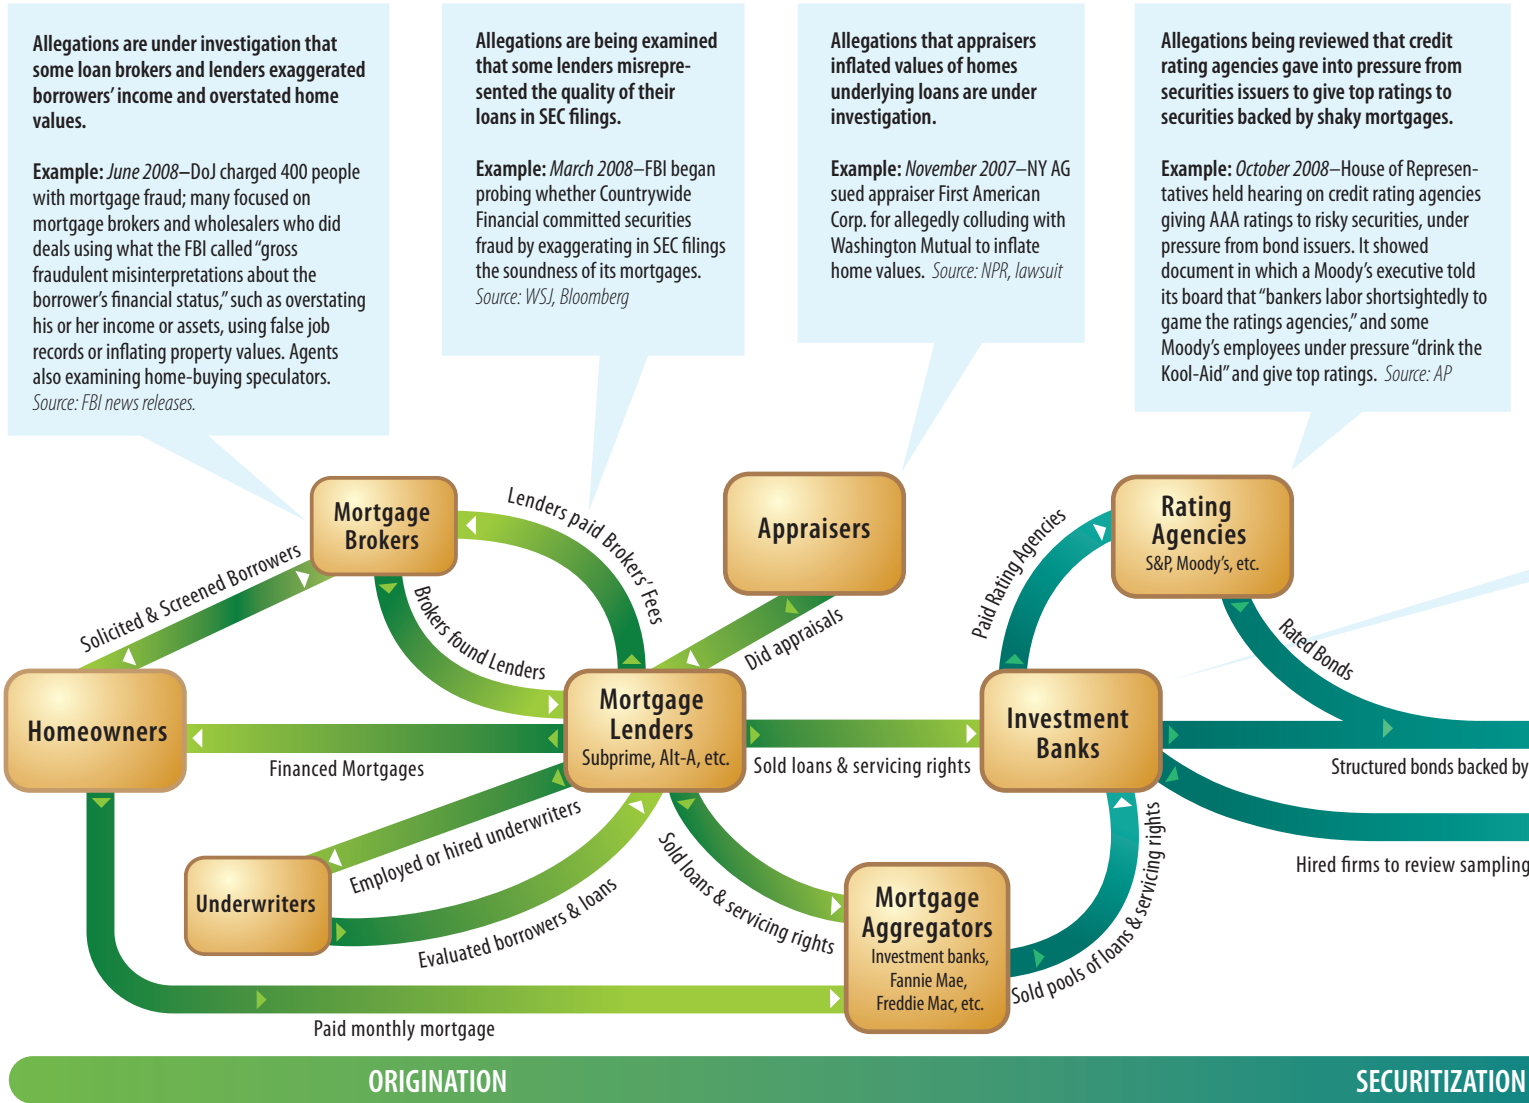 Allegations are under investigation that
some loan brokers and lenders exaggerated
borrowers' income and overstated home
values.
Example: June 2008–DoJ charged 400 people
with mortgage fraud; many focused on
mortgage brokers and wholesalers who did
deals using what the FBI called “gross
fraudulent misinterpretations about the
borrower's financial status,” such as overstating
his or her income or assets, using false job
records or inflating property values. Agents
also examining home-buying speculators.
Source: FBI news releases.
Allegations are being examined
that some lenders misrepre-
sented the quality of their
loans in SEC filings.
Example: March 2008–FBI began
probing whether Countrywide
Financial committed securities
fraud by exaggerating in SEC filings
the soundness of its mortgages.
Source: WSJ, Bloomberg
Allegations that appraisers
inflated values of homes
underlying loans are under
investigation.
Example: November 2007–NY AG
sued appraiser First American
Corp. for allegedly colluding with
Washington Mutual to inflate
home values. Source: NPR, lawsuit
Allegations being reviewed that credit
rating agencies gave into pressure from
securities issuers to give top ratings to
securities backed by shaky mortgages.
Example: October 2008–House of Represen-
tatives held hearing on credit rating agencies
giving AAA ratings to risky securities, under
pressure from bond issuers. It showed
document in which a Moody's executive told
its board that “bankers labor shortsightedly to
game the ratings agencies,” and some
Moody's employees under pressure “drink the
Kool-Aid” and give top ratings. Source: AP
Mortgage
Brokers
Lenders paid Brokers' Fees
Appraisers
Paid Rating Agencies
Rating
Agencies
S&P, Moody's, etc.
Solicited & Screened Borrowers
Brokers found Lenders
Did appraisals
Rated Bonds
Homeowners
Mortgage
Lenders
Subprime, Alt-A, etc.
Investment
Banks
Financed Mortgages
Sold loans & servicing rights
Structured bonds backed by
Employed or hired underwriters
Underwriters
Evaluated borrowers & loans
Sold loans & servicing rights
Mortgage
Aggregators
Investment banks,
Fannie Mae,
Freddie Mac, etc.
Sold pools of loans & servicing rights
Hired firms to review sampling
Paid monthly mortgage
ORIGINATION
SECURITIZATION